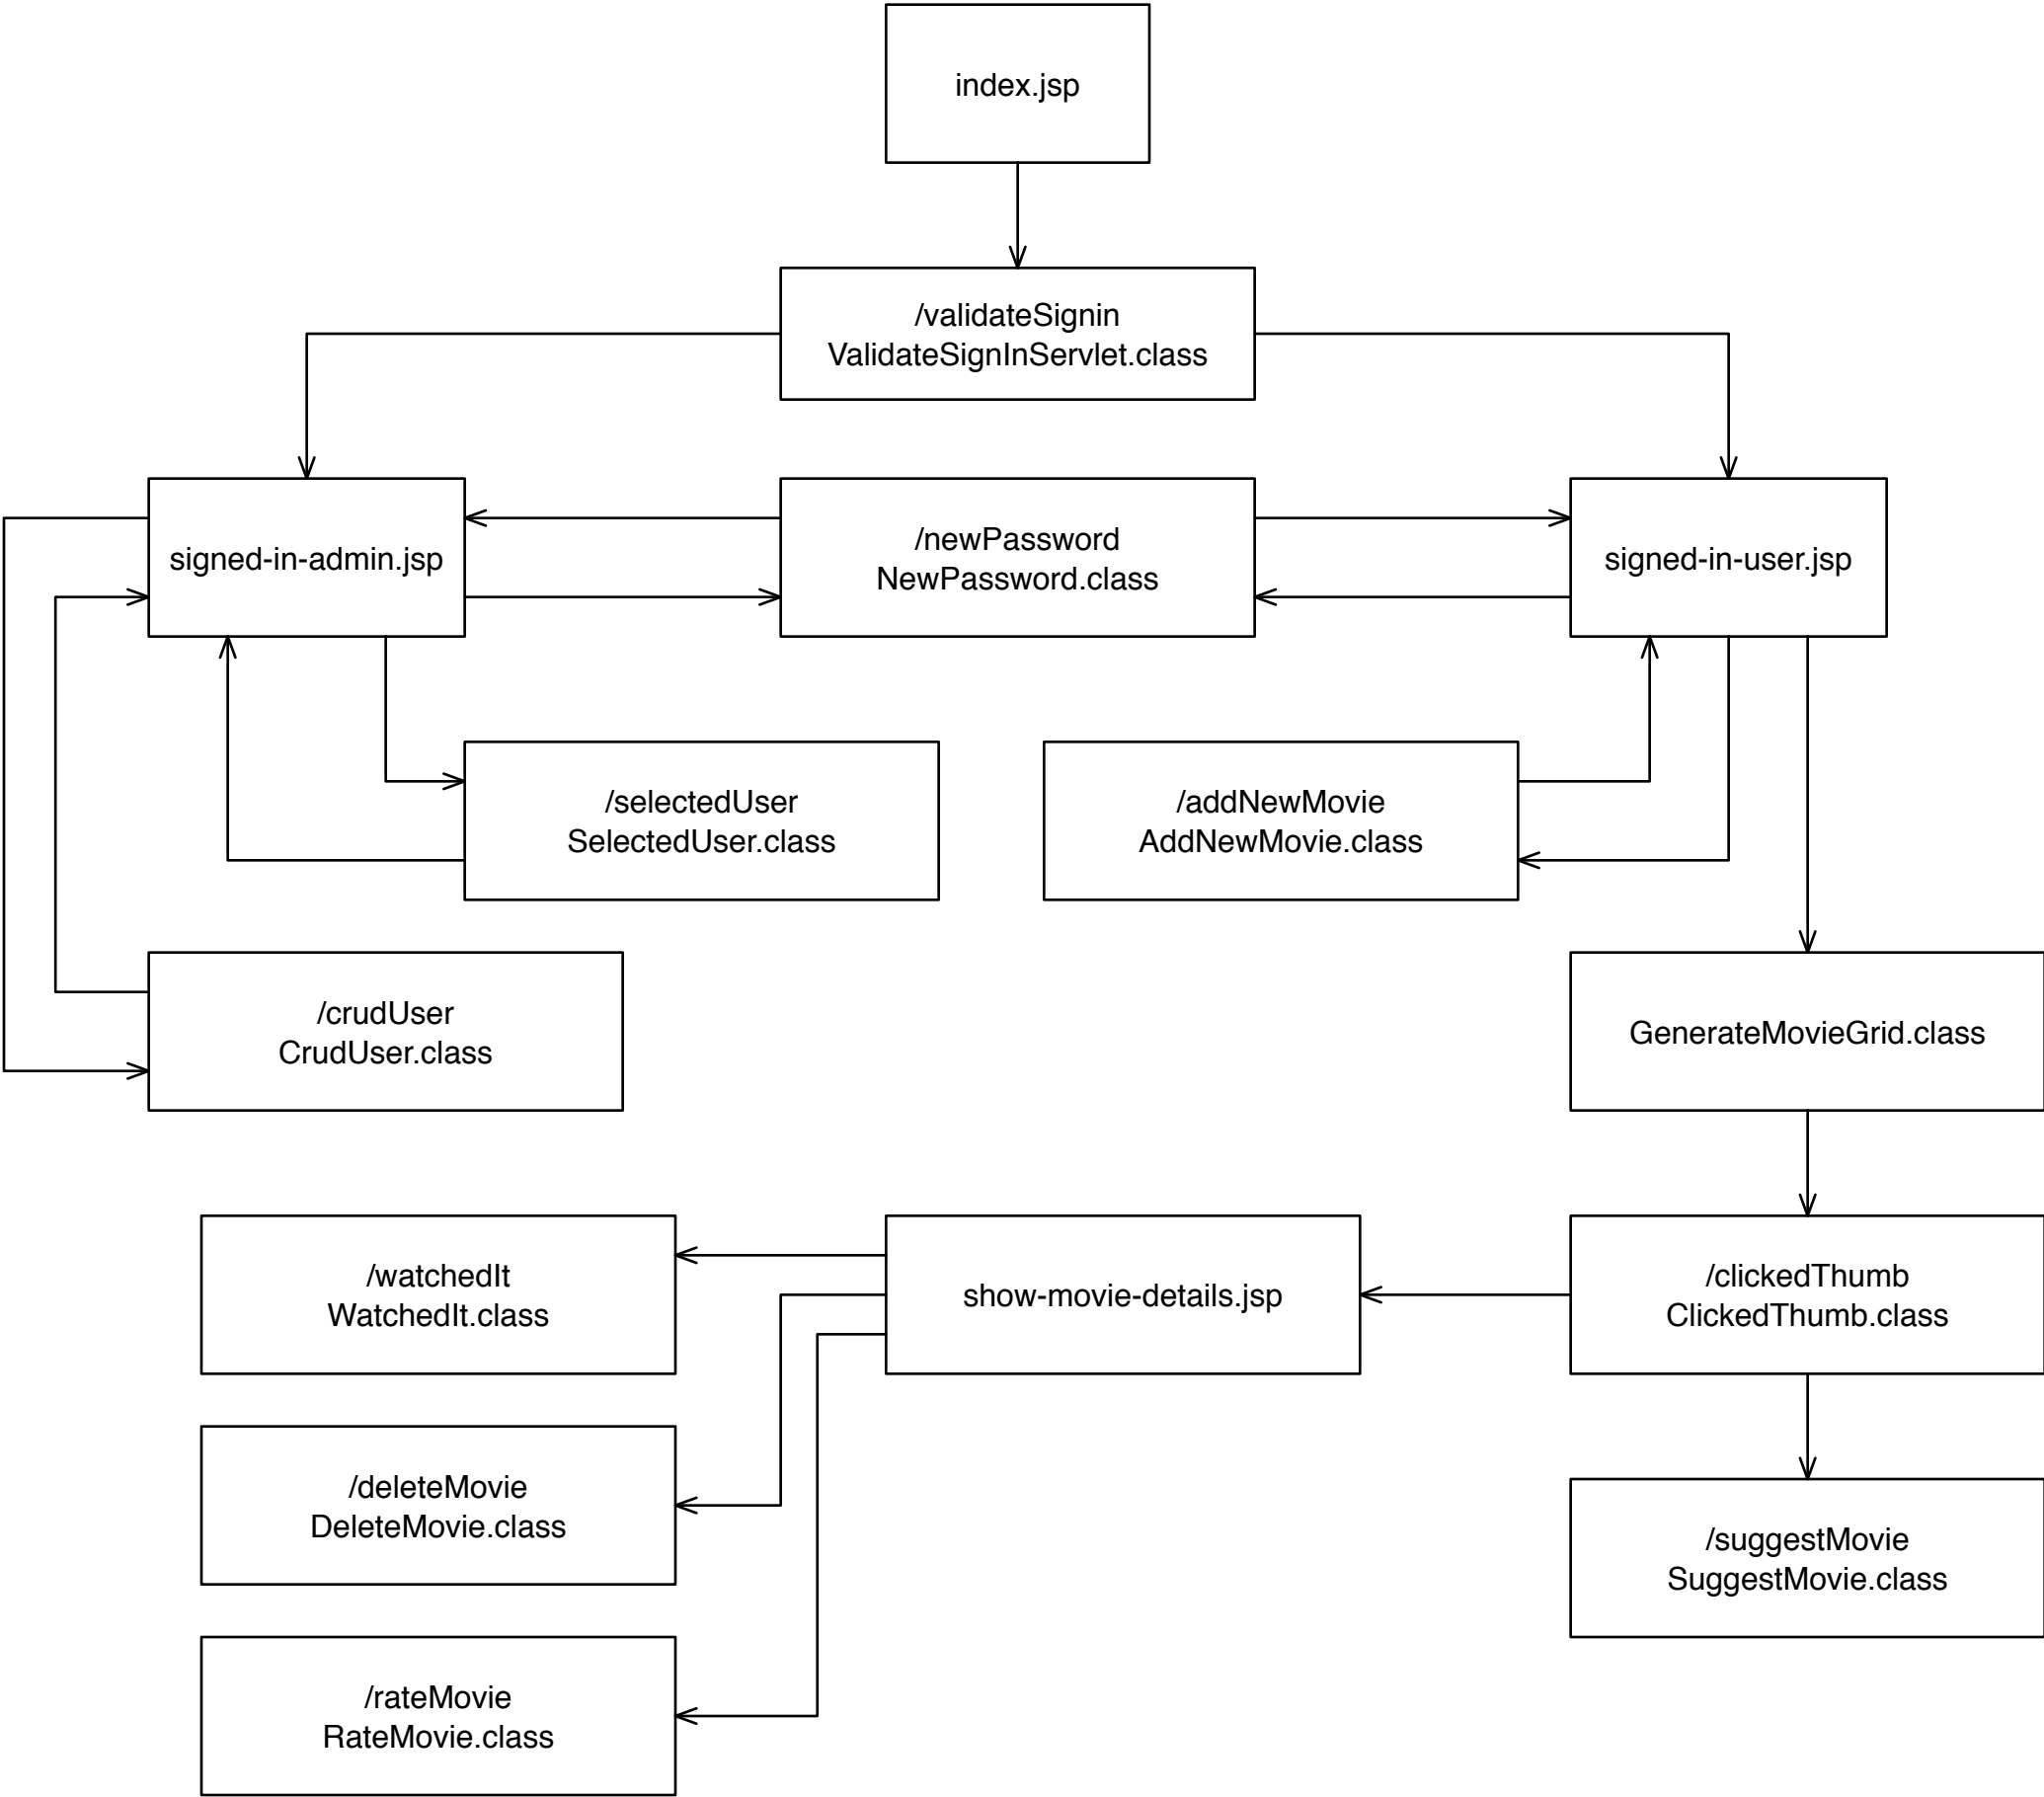 index.jsp
/validateSignin
ValidateSignInServlet.class
signed-in-admin.jsp
/newPassword
NewPassword.class
signed-in-user.jsp
/selectedUser
SelectedUser.class
/addNewMovie
AddNewMovie.class
/crudUser
CrudUser.class
GenerateMovieGrid.class
/watchedIt
WatchedIt.class
show-movie-details.jsp
/clickedThumb
ClickedThumb.class
/deleteMovie
DeleteMovie.class
/suggestMovie
SuggestMovie.class
/rateMovie
RateMovie.class